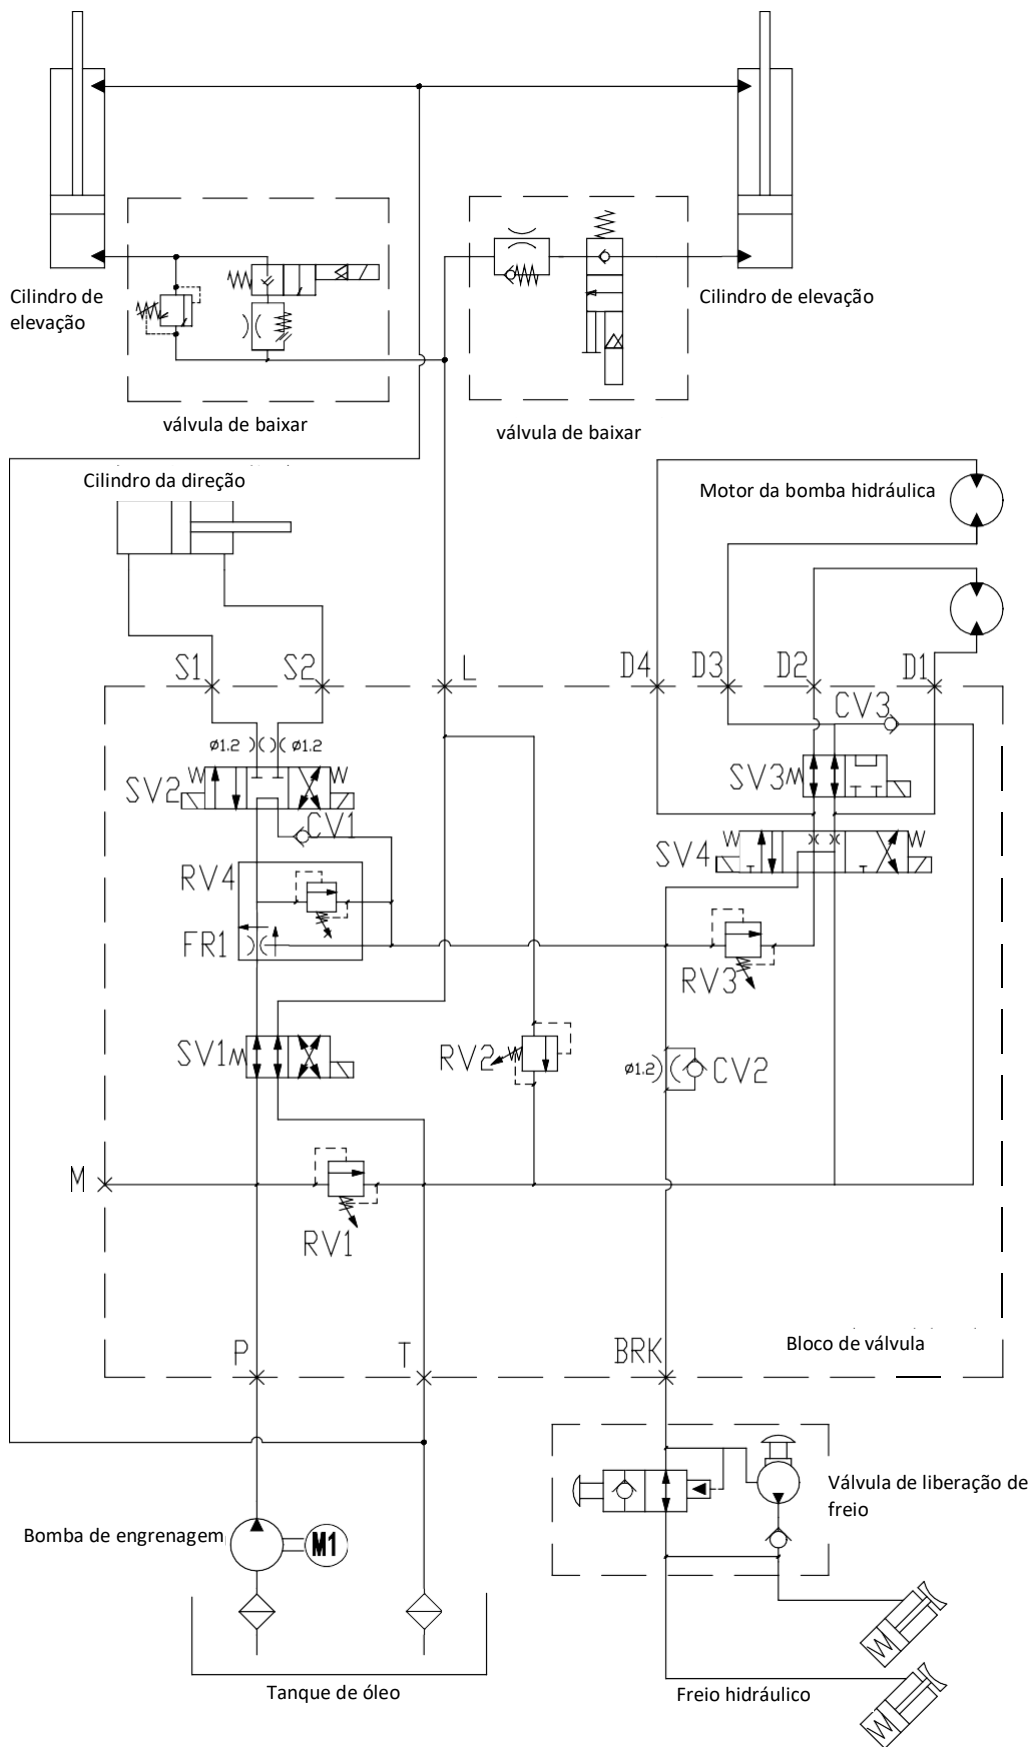 Cilindro de
elevação
Cilindro de elevação
válvula de baixar
válvula de baixar
Cilindro da direção
Motor da bomba hidráulica
S1
S2
L
D4
D3
D2
D1
CV3
ø1.2
ø1.2
SV2
SV3
CV1
SV4
RV4
FR1
RV3
SV1
RV2
ø1.2
CV2
M
RV1
P
T
BRK
Bloco de válvula
Válvula de liberação de
freio
Bomba de engrenagem
M1
Tanque de óleo
Freio hidráulico